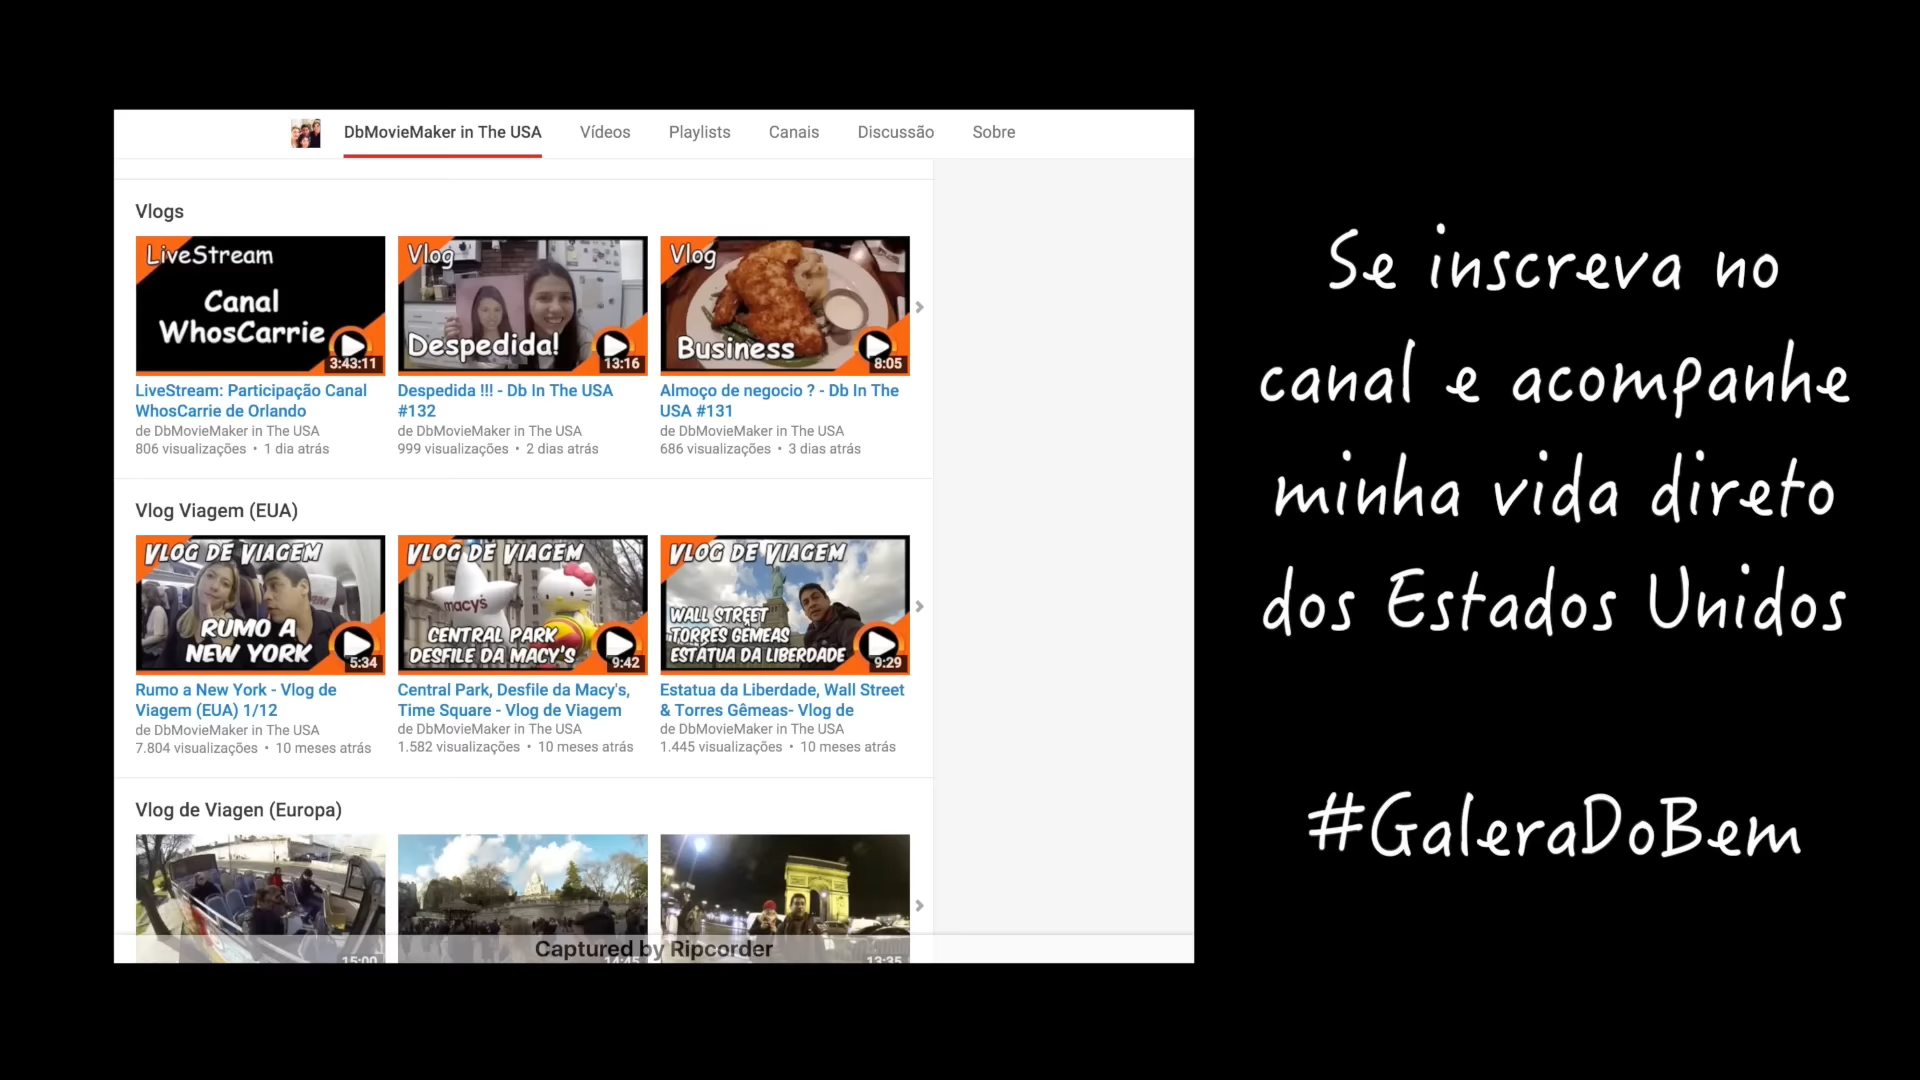 DbMovieMaker in The USA Vídeos Playlists Canais Discussão Sobre
Vlogs
LiveStream
Canal
WhosCarrie
3:43:11
Vlog
Despedida!
13:16
Vlog
Business
8:05
LiveStream: Participação Canal
WhosCarrie de Orlando
de DbMovieMaker in The USA
806 visualizações • 1 dia atrás
Despedida !!! - Db In The USA
#132
de DbMovieMaker in The USA
999 visualizações • 2 dias atrás
Almoço de negocio ? - Db In The
USA #131
de DbMovieMaker in The USA
686 visualizações • 3 dias atrás
Vlog Viagem (EUA)
VLOG DE VIAGEM
RUMO A
NEW YORK
5:34
VLOG DE VIAGEM
macy's
CENTRAL PARK
DESFILE DA MACY'S
9:42
VLOG DE VIAGEM
WALL STREET
TORRES GÊMEAS
ESTÁTUA DA LIBERDADE
9:29
Rumo a New York - Vlog de
Viagem (EUA) 1/12
de DbMovieMaker in The USA
7.804 visualizações • 10 meses atrás
Central Park, Desfile da Macy's,
Time Square - Vlog de Viagem
de DbMovieMaker in The USA
1.582 visualizações • 10 meses atrás
Estatua da Liberdade, Wall Street
& Torres Gêmeas- Vlog de
de DbMovieMaker in The USA
1.445 visualizações • 10 meses atrás
Vlog de Viagen (Europa)
15:00
14:45
13:35
Captured by Ripcorder
Se inscreva no
canal e acompanhe
minha vida direto
dos Estados Unidos
#GaleraDoBem